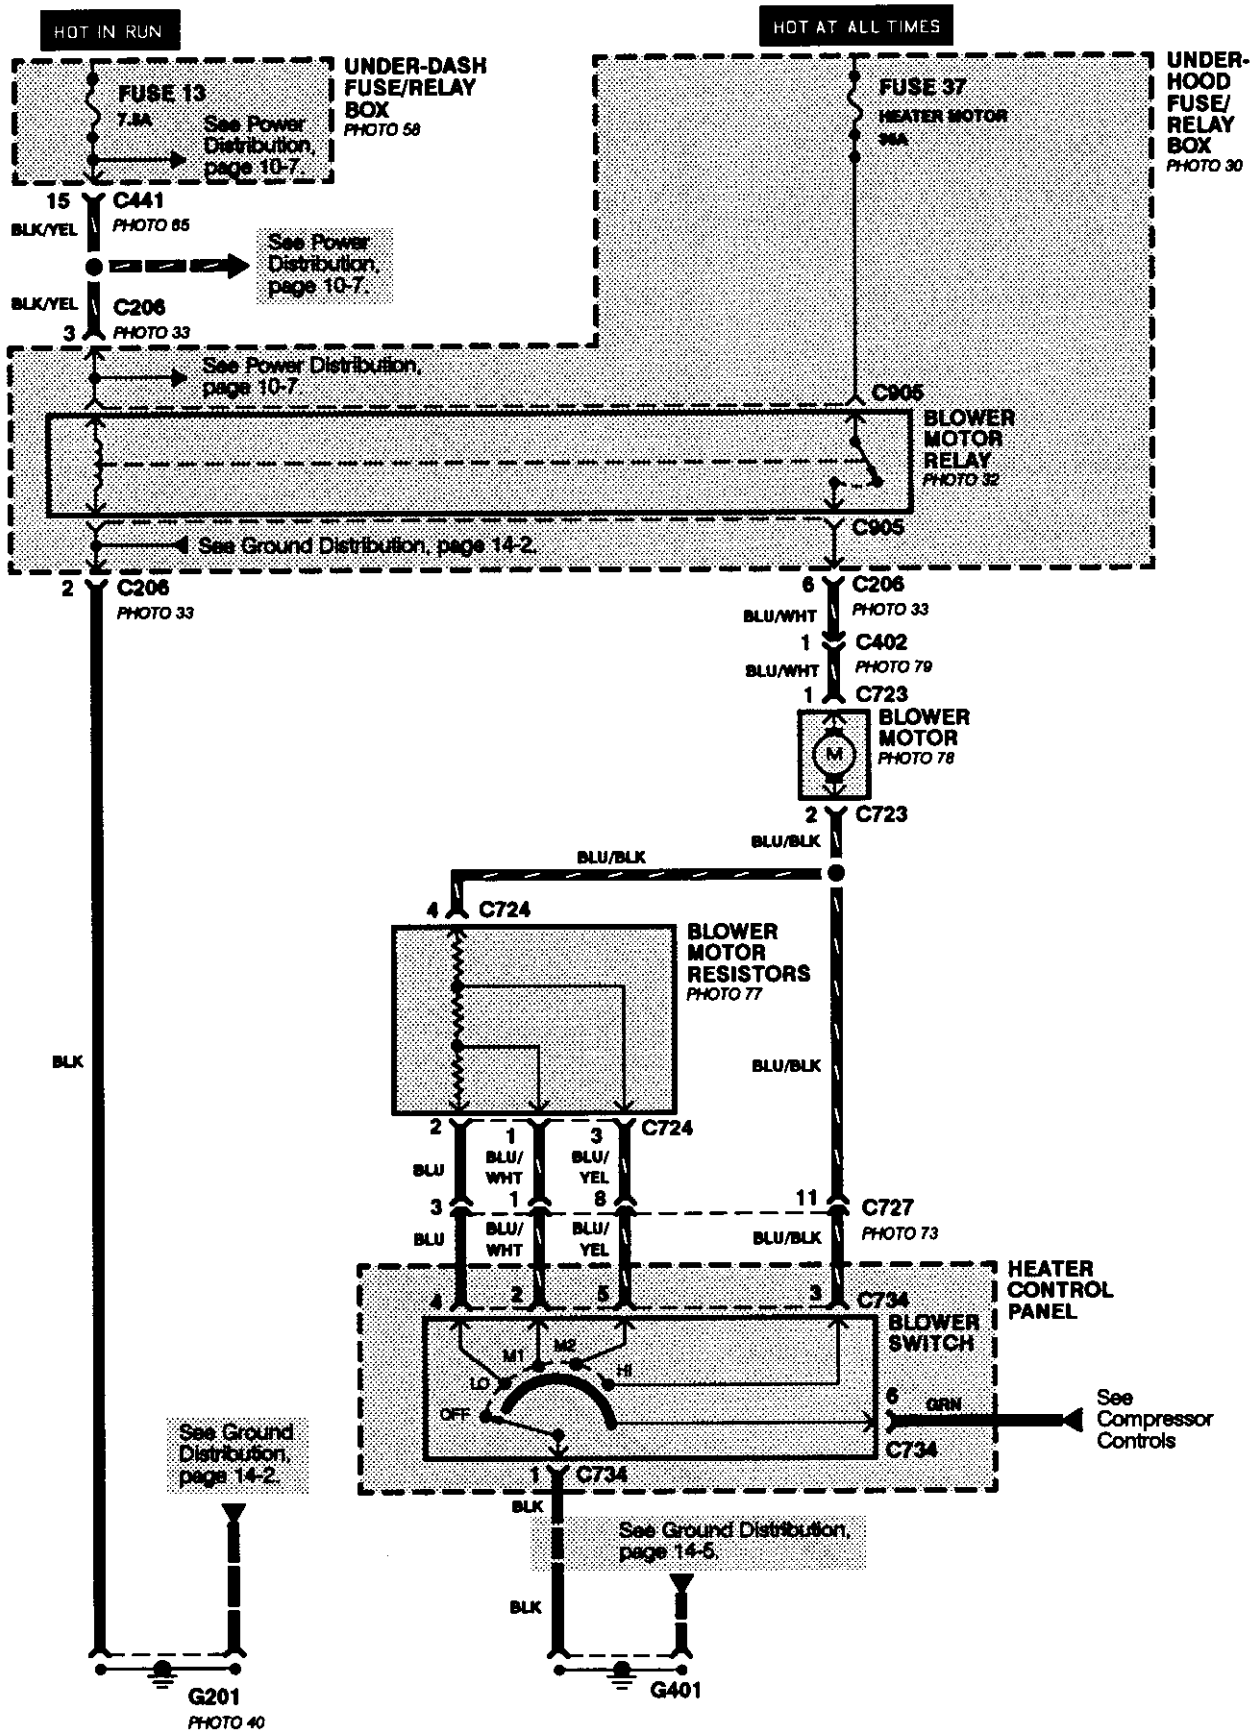 HOT IN RUN
HOT AT ALL TIMES
UNDER-DASH
FUSE/RELAY
BOX
PHOTO 58
FUSE 13
7.5A
See Power
Distribution,
page 10-7.
FUSE 37
HEATER MOTOR
UNDER-
HOOD
FUSE/
RELAY
BOX
PHOTO 30
15
C441
PHOTO 65
BLK/YEL
See Power
Distribution,
page 10-7.
BLK/YEL
C206
3
PHOTO 33
See Power Distribution,
page 10-7.
C905
BLOWER
MOTOR
RELAY
PHOTO 32
C905
See Ground Distribution, page 14-2.
2
C206
PHOTO 33
6
C206
BLU/WHT
PHOTO 33
1
C402
BLU/WHT
PHOTO 79
1
C723
BLOWER
MOTOR
PHOTO 78
M
2
C723
BLU/BLK
BLU/BLK
4
C724
BLOWER
MOTOR
RESISTORS
PHOTO 77
BLK
BLU/BLK
2
1
3
C724
BLU
BLU/
WHT
BLU/
YEL
3
1
8
11
C727
PHOTO 73
BLU
BLU/
WHT
BLU/
YEL
BLU/BLK
HEATER
CONTROL
PANEL
4
2
5
3
C734
BLOWER
SWITCH
M1
M2
LO
HI
OFF
6
GRN
C734
See
Compressor
Controls
See Ground
Distribution,
page 14-2.
1
C734
BLK
See Ground Distribution,
page 14-5.
BLK
G201
PHOTO 40
G401